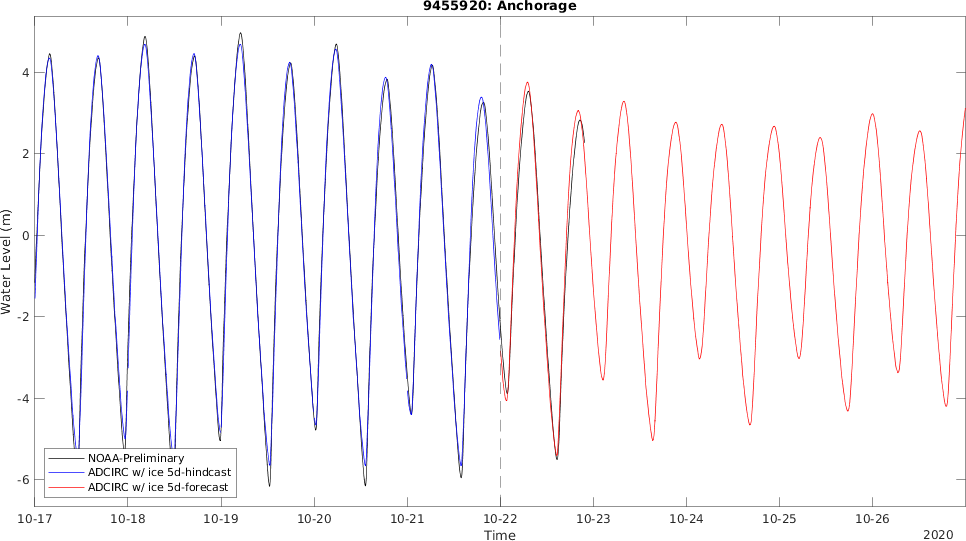 9455920: Anchorage
Water Level (m)
4
2
0
-2
-4
-6
NOAA-Preliminary
ADCIRC w/ ice 5d-hindcast
ADCIRC w/ ice 5d-forecast
10-17 10-18 10-19 10-20 10-21 10-22 10-23 10-24 10-25 10-26
Time
2020